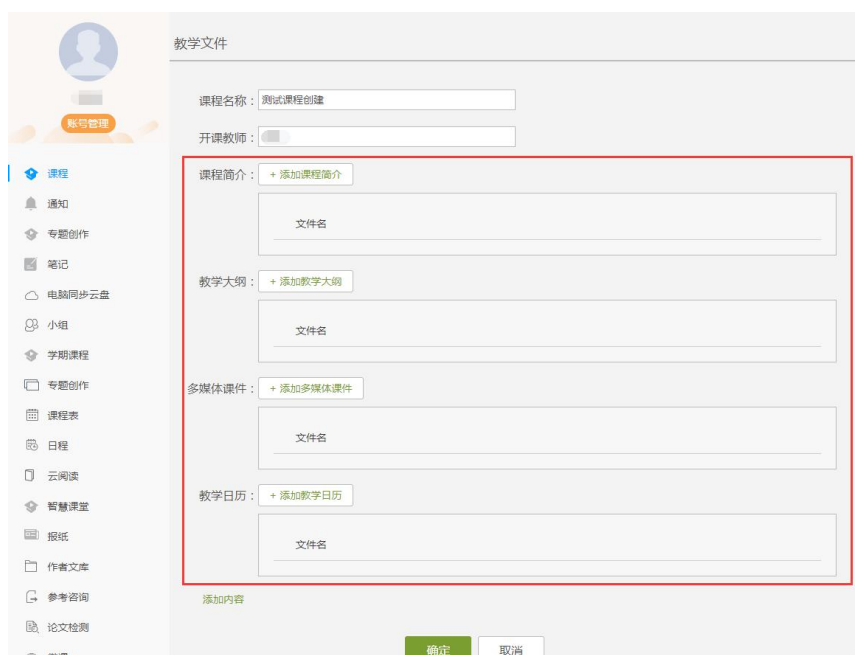 账号管理
课程
通知
专题创作
笔记
电脑同步云盘
小组
学期课程
专题创作
课程表
日程
云阅读
智慧课堂
报纸
作者文库
参考咨询
论文检测
教学文件
课程名称: 测试课程创建
开课教师:
课程简介: + 添加课程简介
文件名
教学大纲: + 添加教学大纲
文件名
多媒体课件: + 添加多媒体课件
文件名
教学日历: + 添加教学日历
文件名
添加内容
确定 取消